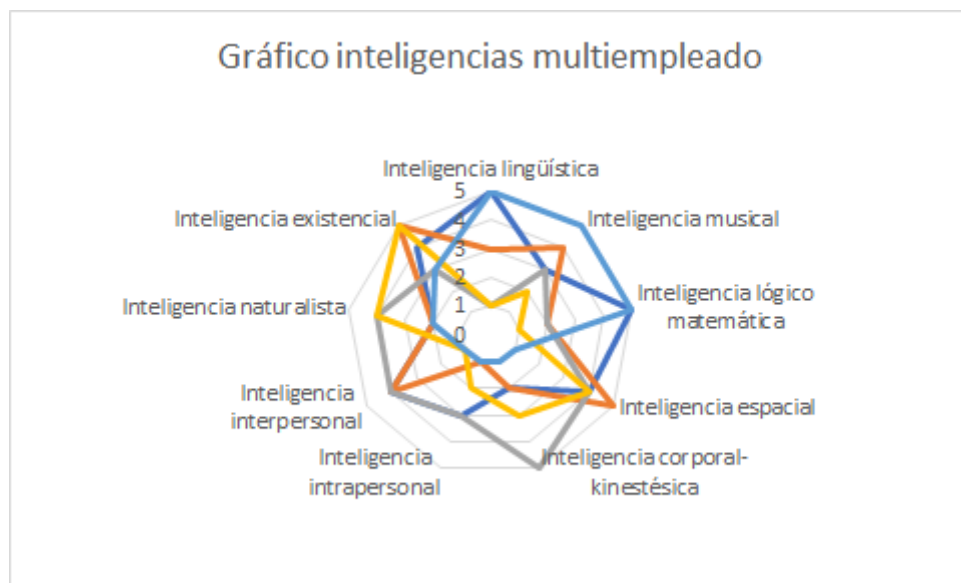 Gráfico inteligencias multiempleado
Inteligencia lingüística
5
Inteligencia existencial
Inteligencia musical
4
3
2
Inteligencia naturalista
1
Inteligencia lógico
matemática
0
Inteligencia
interpersonal
Inteligencia espacial
Inteligencia
intrapersonal
Inteligencia corporal-
kinestésica